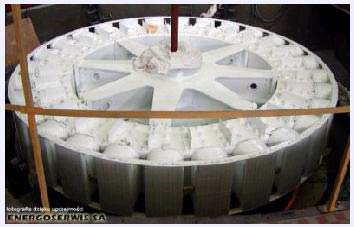 fotografia dzięki uprzejmości
ENERGOSERWIS SA